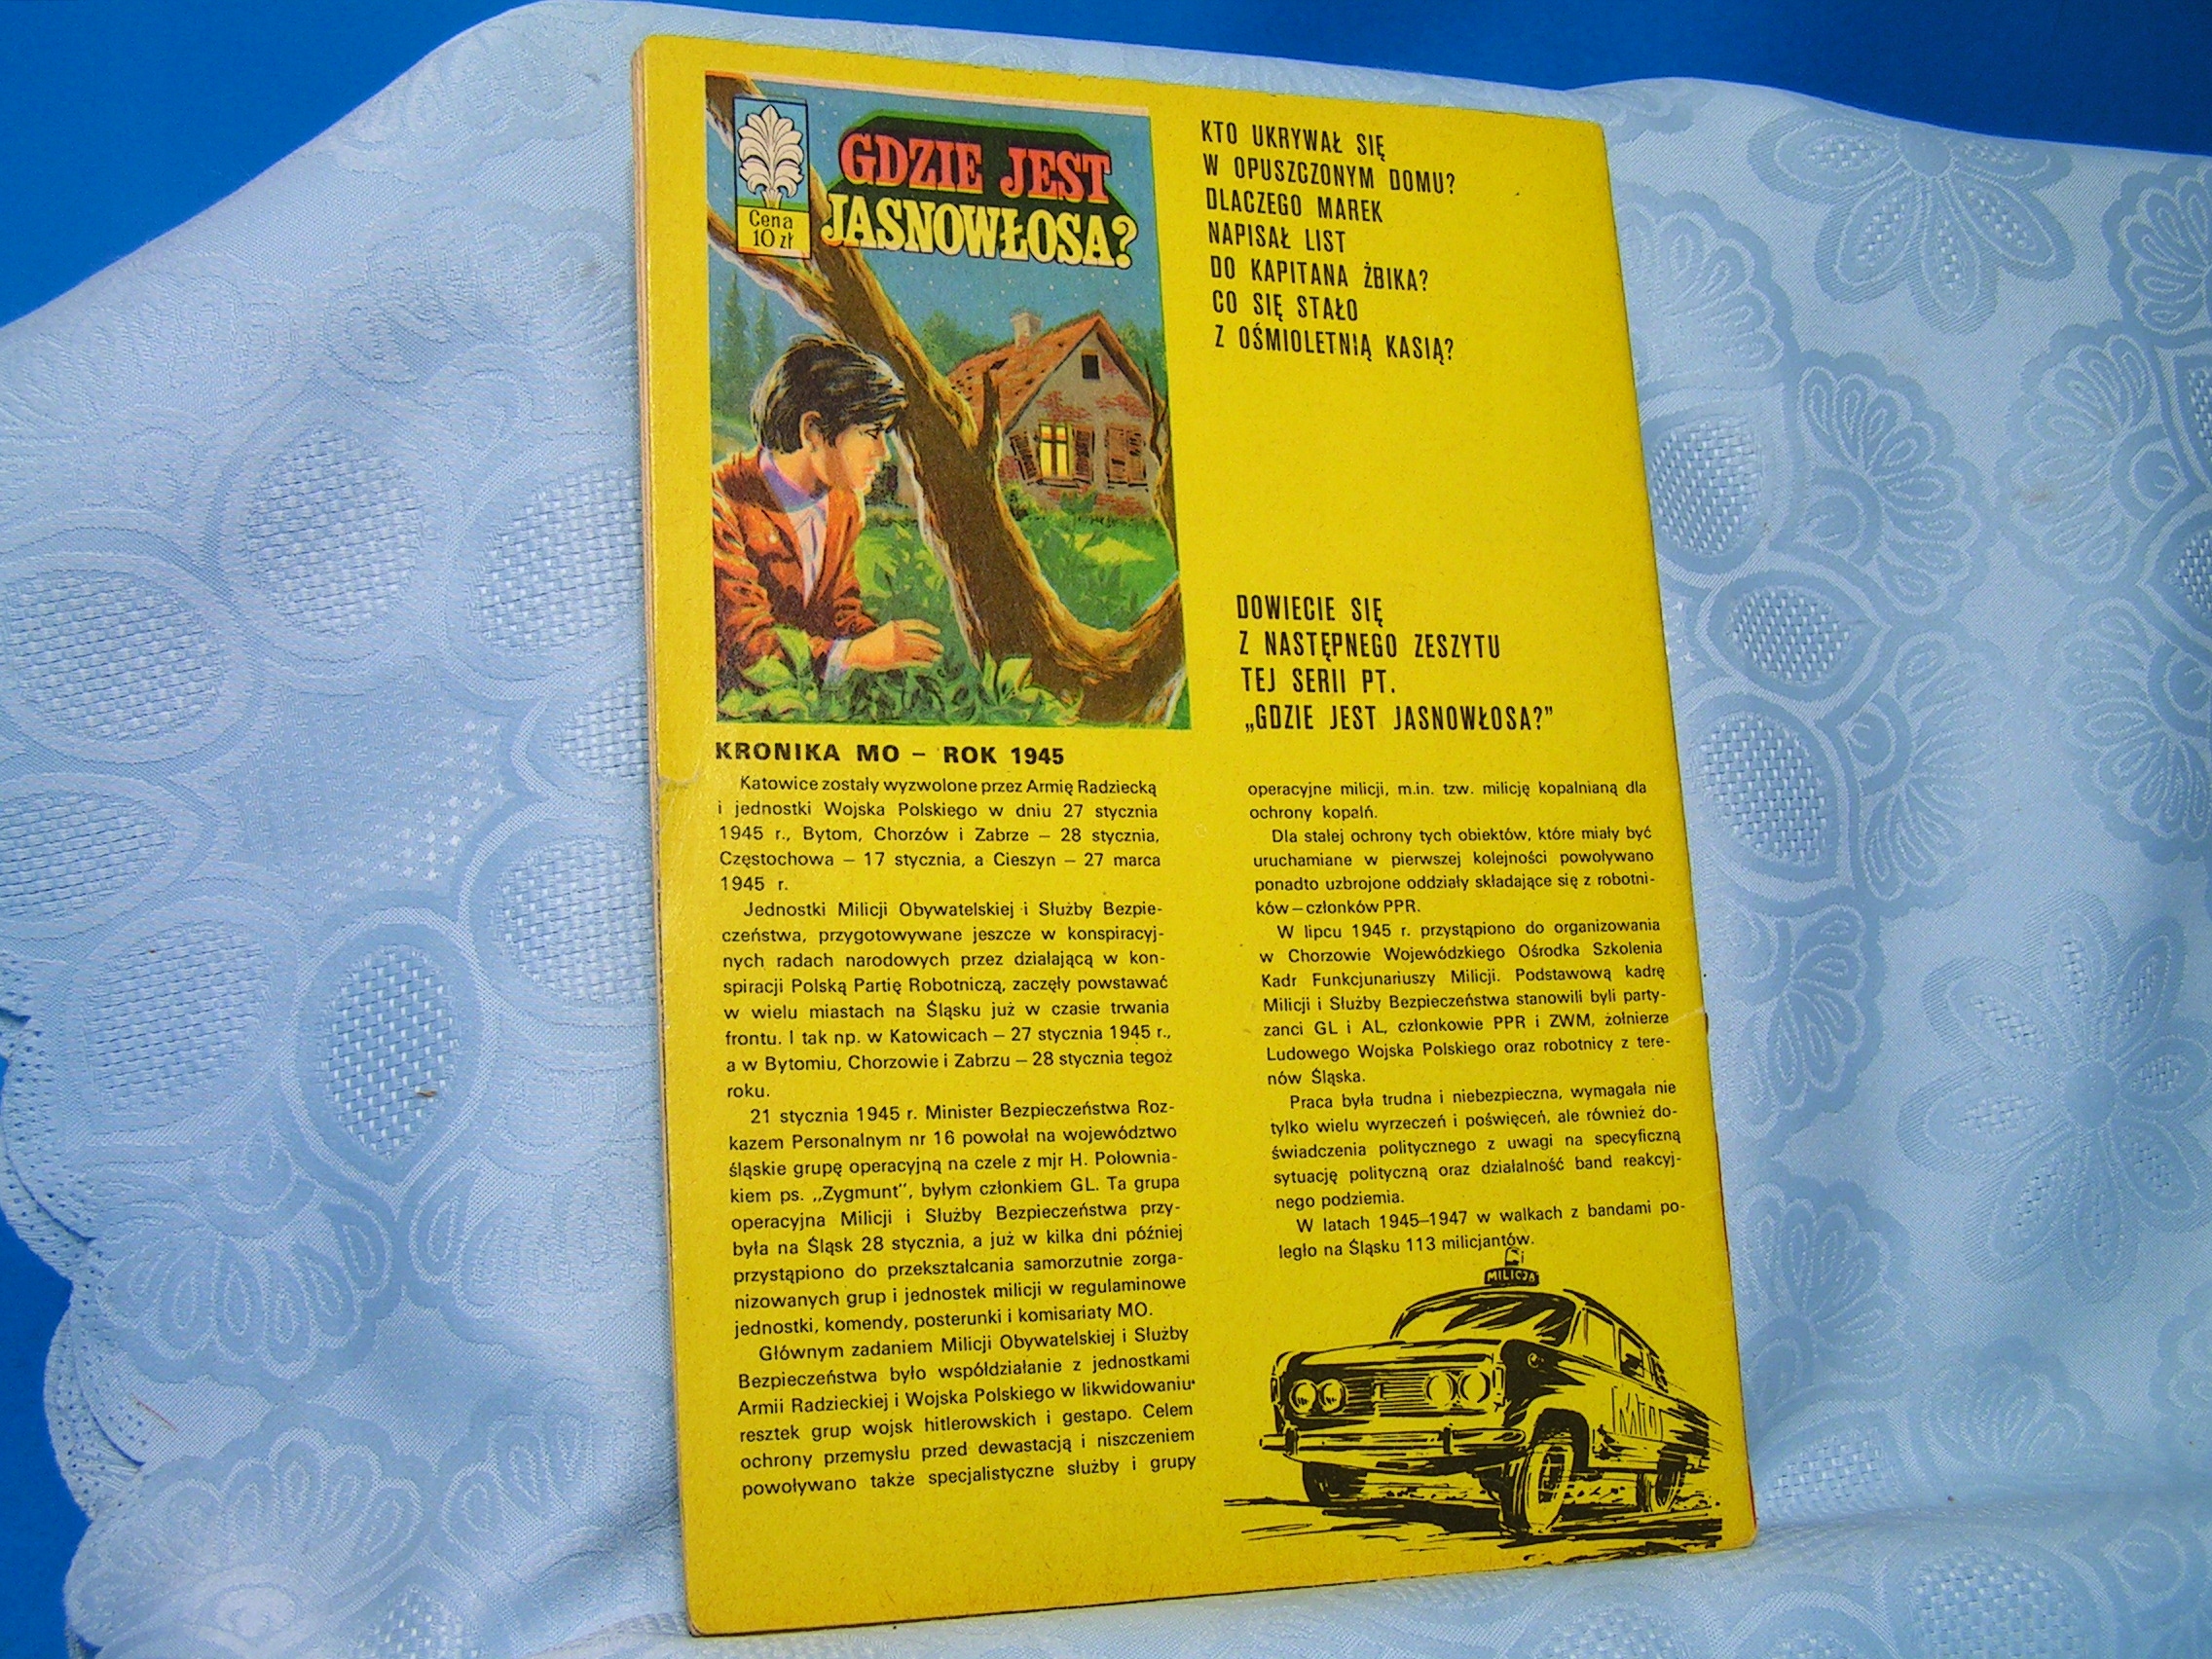 GDZIE JEST
JASNOWŁOSA?
Cena
10 zł
KTO UKRYWAŁ SIĘ
W OPUSZCZONYM DOMU?
DLACZEGO MAREK
NAPISAŁ LIST
DO KAPITANA ŻBIKA?
CO SIĘ STAŁO
Z OŚMIOLETNIĄ KASIĄ?
DOWIECIE SIĘ
Z NASTĘPNEGO ZESZYTU
TEJ SERII PT.
„GDZIE JEST JASNOWŁOSA?”
KRONIKA MO – ROK 1945
Katowice zostały wyzwolone przez Armię Radziecką
i jednostki Wojska Polskiego w dniu 27 stycznia
1945 r., Bytom, Chorzów i Zabrze – 28 stycznia,
Częstochowa – 17 stycznia, a Cieszyn – 27 marca
1945 r.
Jednostki Milicji Obywatelskiej i Służby Bezpie-
czeństwa, przygotowywane jeszcze w konspiracyj-
nych radach narodowych przez działającą w kon-
spiracji Polską Partię Robotniczą, zaczęły powstawać
w wielu miastach na Śląsku już w czasie trwania
frontu. I tak np. w Katowicach – 27 stycznia 1945 r.,
a w Bytomiu, Chorzowie i Zabrzu – 28 stycznia tegoż
roku.
21 stycznia 1945 r. Minister Bezpieczeństwa Roz-
kazem Personalnym nr 16 powołał na województwo
śląskie grupę operacyjną na czele z mjr H. Połownia-
kiem ps. „Zygmunt”, byłym członkiem GL. Ta grupa
operacyjna Milicji i Służby Bezpieczeństwa przy-
była na Śląsk 28 stycznia, a już w kilka dni później
przystąpiono do przekształcania samorzutnie zorga-
nizowanych grup i jednostek milicji w regulaminowe
jednostki, komendy, posterunki i komisariaty MO.
Głównym zadaniem Milicji Obywatelskiej i Służby
Bezpieczeństwa było współdziałanie z jednostkami
Armii Radzieckiej i Wojska Polskiego w likwidowaniu
resztek grup wojsk hitlerowskich i gestapo. Celem
ochrony przemysłu przed dewastacją i niszczeniem
powoływano także specjalistyczne służby i grupy
operacyjne milicji, m.in. tzw. milicję kopalnianą dla
ochrony kopalń.
Dla stałej ochrony tych obiektów, które miały być
uruchamiane w pierwszej kolejności powoływano
ponadto uzbrojone oddziały składające się z robotni-
ków – członków PPR.
W lipcu 1945 r. przystąpiono do organizowania
w Chorzowie Wojewódzkiego Ośrodka Szkolenia
Kadr Funkcjunariuszy Milicji. Podstawową kadrę
Milicji i Służby Bezpieczeństwa stanowili byli party-
zanci GL i AL, członkowie PPR i ZWM, żołnierze
Ludowego Wojska Polskiego oraz robotnicy z tere-
nów Śląska.
Praca była trudna i niebezpieczna, wymagała nie
tylko wielu wyrzeczeń i poświęceń, ale również do-
świadczenia politycznego z uwagi na specyficzną
sytuację polityczną oraz działalność band reakcyj-
nego podziemia.
W latach 1945–1947 w walkach z bandami po-
legło na Śląsku 113 milicjantów.
MILICJA